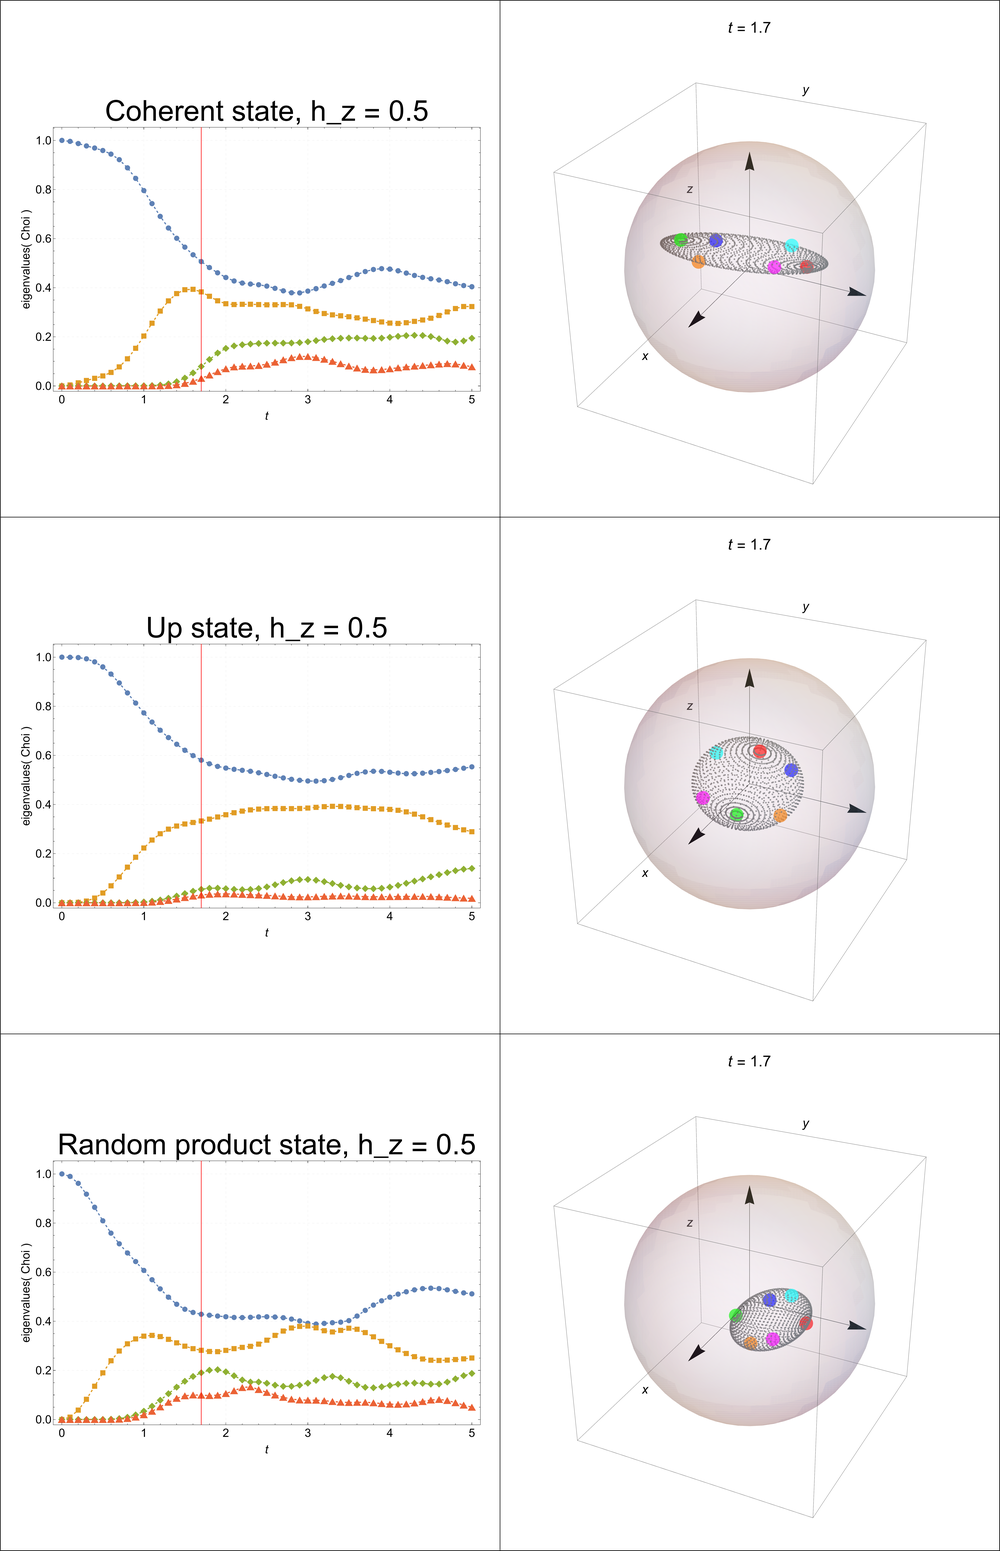 t = 1.7
y
Coherent state, h_z = 0.5
1.0
0.8
0.6
0.4
0.2
0.0
eigenvalues( Choi )
0 1 2 3 4 5
t
z
x
t = 1.7
y
Up state, h_z = 0.5
1.0
0.8
0.6
0.4
0.2
0.0
eigenvalues( Choi )
0 1 2 3 4 5
t
z
x
t = 1.7
y
Random product state, h_z = 0.5
1.0
0.8
0.6
0.4
0.2
0.0
eigenvalues( Choi )
0 1 2 3 4 5
t
z
x